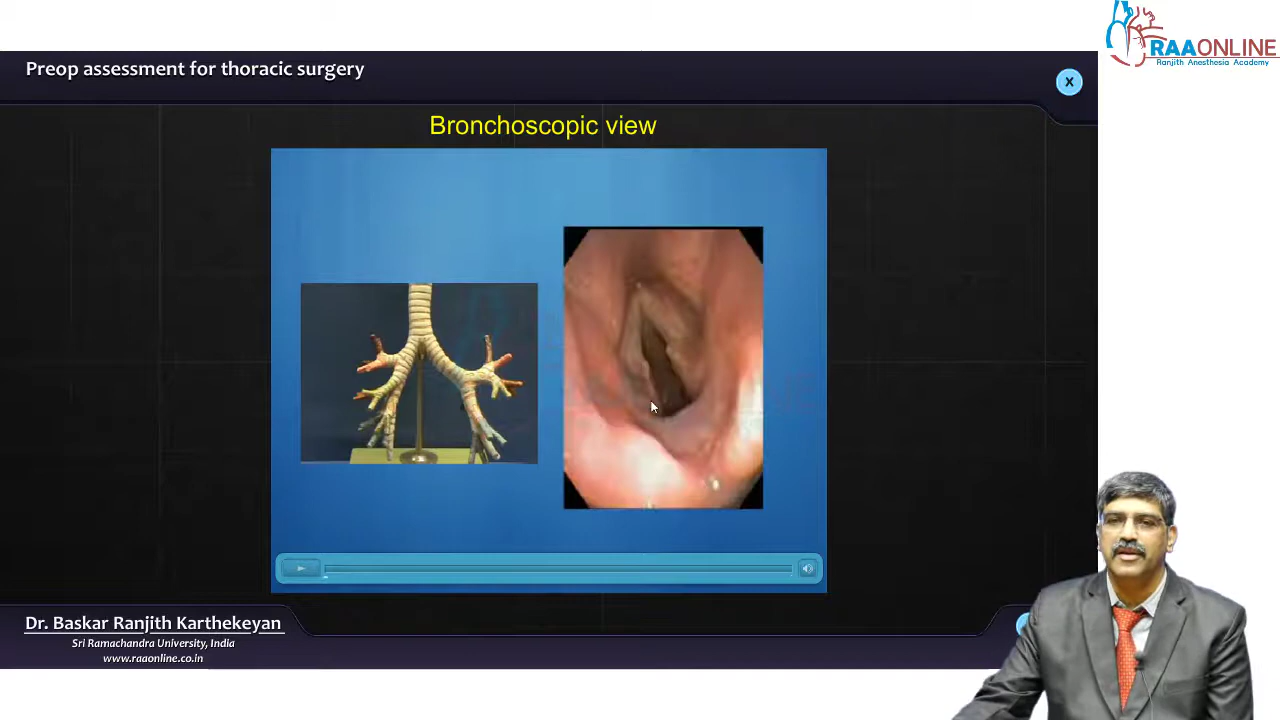 RAAONLINE
Ranjith Anesthesia Academy
Preop assessment for thoracic surgery
X
Bronchoscopic view
Dr. Baskar Ranjith Karthekeyan
Sri Ramachandra University, India
www.raaonline.co.in